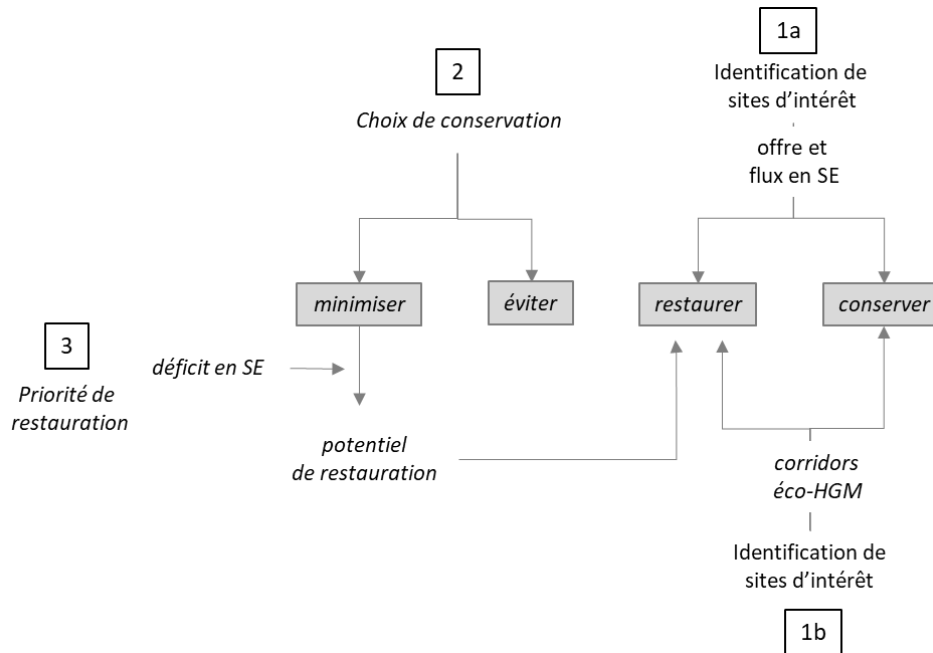 1a
Identification de
sites d'intérêt
offre et
flux en SE
2
Choix de conservation
minimiser
éviter
restaurer
conserver
3
Priorité de
restauration
déficit en SE
potentiel
de restauration
corridors
éco-HGM
Identification de
sites d'intérêt
1b